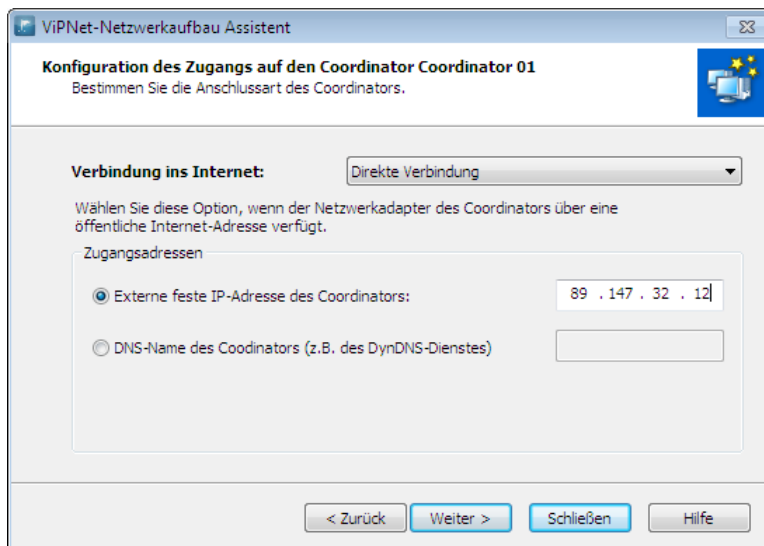 ViPNet-Netzwerkaufbau Assistent
Konfiguration des Zugangs auf den Coordinator Coordinator 01
Bestimmen Sie die Anschlussart des Coordinators.
Verbindung ins Internet: Direkte Verbindung
Wählen Sie diese Option, wenn der Netzwerkadapter des Coordinators über eine
öffentliche Internet-Adresse verfügt.
Zugangsadressen
Externe feste IP-Adresse des Coordinators: 89 . 147 . 32 . 12
DNS-Name des Coodinators (z.B. des DynDNS-Dienstes)
< Zurück Weiter > Schließen Hilfe